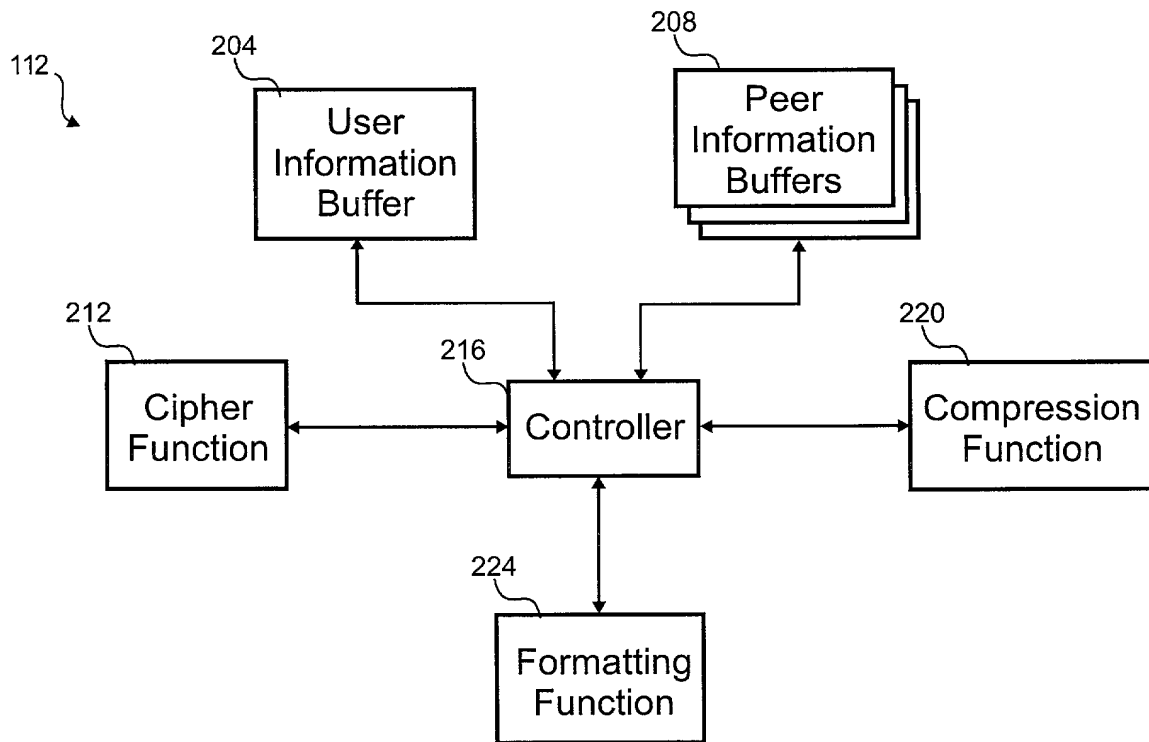 112
204
User
Information
Buffer
208
Peer
Information
Buffers
212
Cipher
Function
216
Controller
220
Compression
Function
224
Formatting
Function